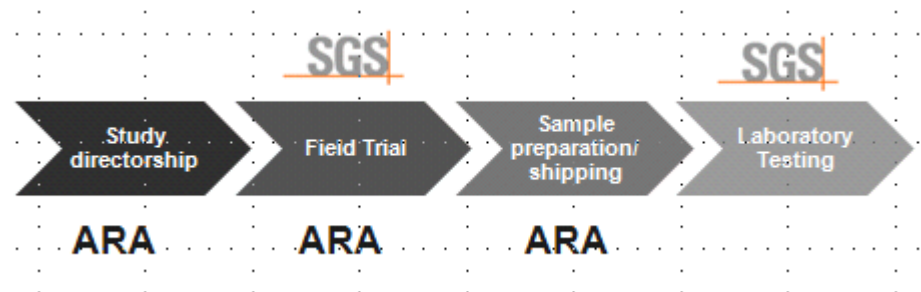 SGS
SGS
Study
directorship
Field Trial
Sample
preparation/
shipping
Laboratory
Testing
ARA
ARA
ARA